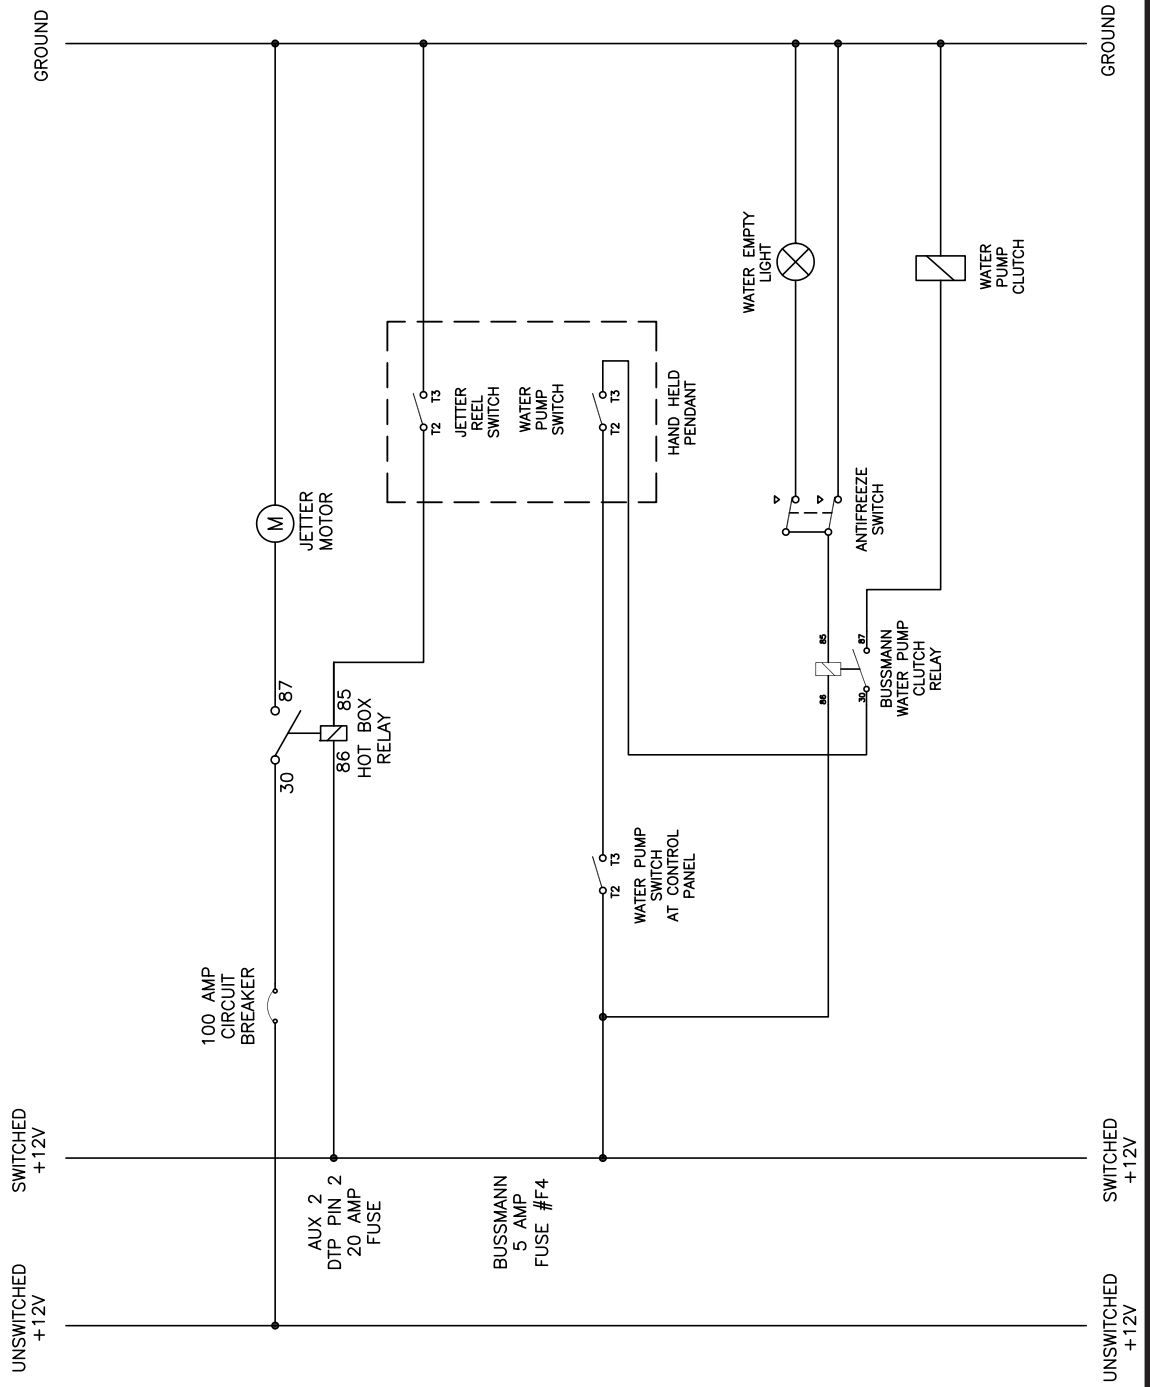 UNSWITCHED
+12V
SWITCHED
+12V
GROUND
100 AMP
CIRCUIT
BREAKER
30
87
JETTER
MOTOR
M
86
85
HOT BOX
RELAY
AUX 2
DTP PIN 2
20 AMP
FUSE
T2
T3
JETTER
REEL
SWITCH
BUSSMANN
5 AMP
FUSE #F4
T2
T3
WATER PUMP
SWITCH
AT CONTROL
PANEL
WATER
PUMP
SWITCH
T2
T3
HAND HELD
PENDANT
WATER EMPTY
LIGHT
86
85
ANTIFREEZE
SWITCH
30
87
BUSSMANN
WATER PUMP
CLUTCH
RELAY
WATER
PUMP
CLUTCH
UNSWITCHED
+12V
SWITCHED
+12V
GROUND